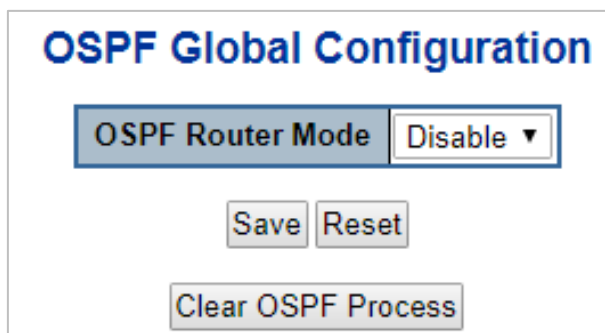 OSPF Global Configuration
OSPF Router Mode Disable ▼
Save Reset
Clear OSPF Process